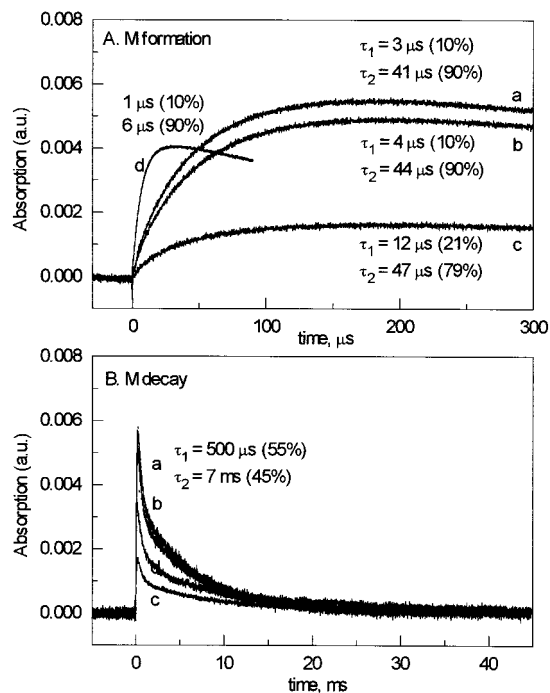 0.008
A. M formation
τ1 = 3 μs (10%)
τ2 = 41 μs (90%)
a
0.006
1 μs (10%)
6 μs (90%)
d
b
τ1 = 4 μs (10%)
τ2 = 44 μs (90%)
0.004
Absorption (a.u.)
0.002
c
τ1 = 12 μs (21%)
τ2 = 47 μs (79%)
0.000
0 100 200 300
time, μs
0.008
B. M decay
0.006
a
τ1 = 500 μs (55%)
τ2 = 7 ms (45%)
b
0.004
Absorption (a.u.)
0.002
d
c
0.000
0 10 20 30 40
time, ms